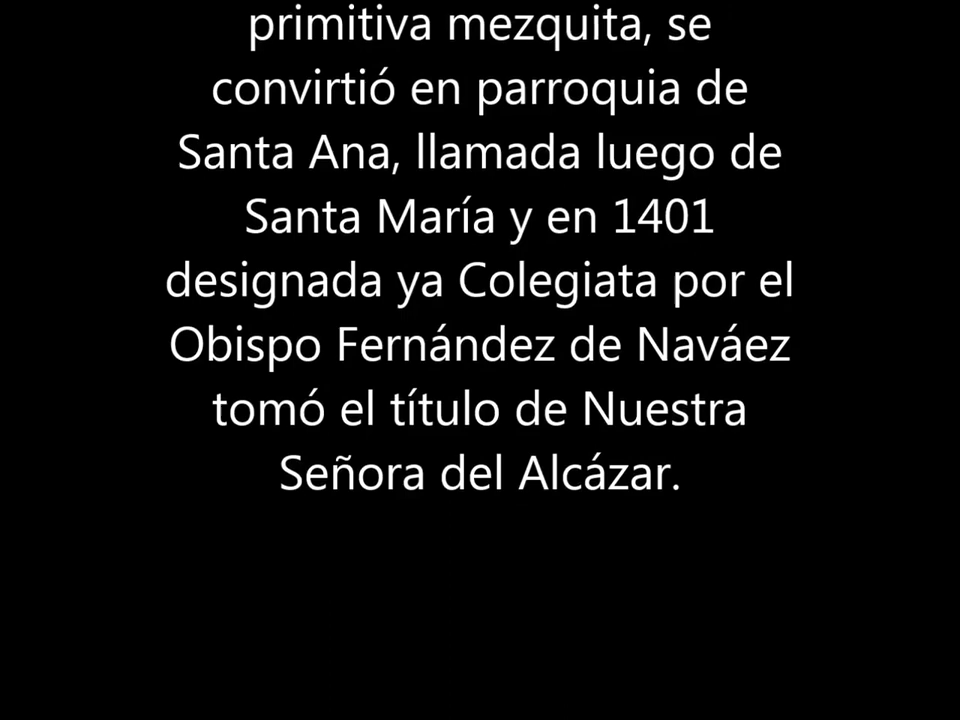 primitiva mezquita, se
convirtió en parroquia de
Santa Ana, llamada luego de
Santa María y en 1401
designada ya Colegiata por el
Obispo Fernández de Naváez
tomó el título de Nuestra
Señora del Alcázar.